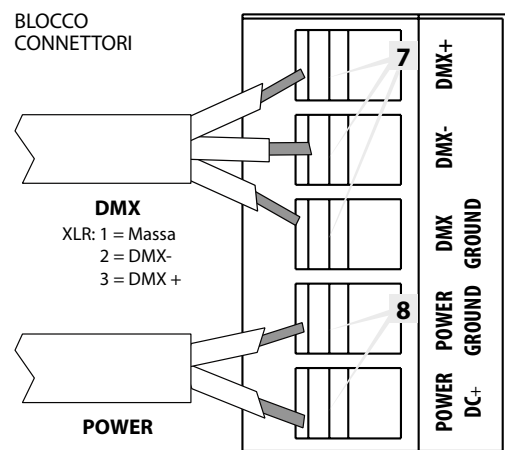 BLOCCO
CONNETTORI
7
DMX+
DMX-
DMX
GROUND
DMX
XLR: 1 = Massa
2 = DMX-
3 = DMX +
8
POWER
GROUND
POWER
DC+
POWER